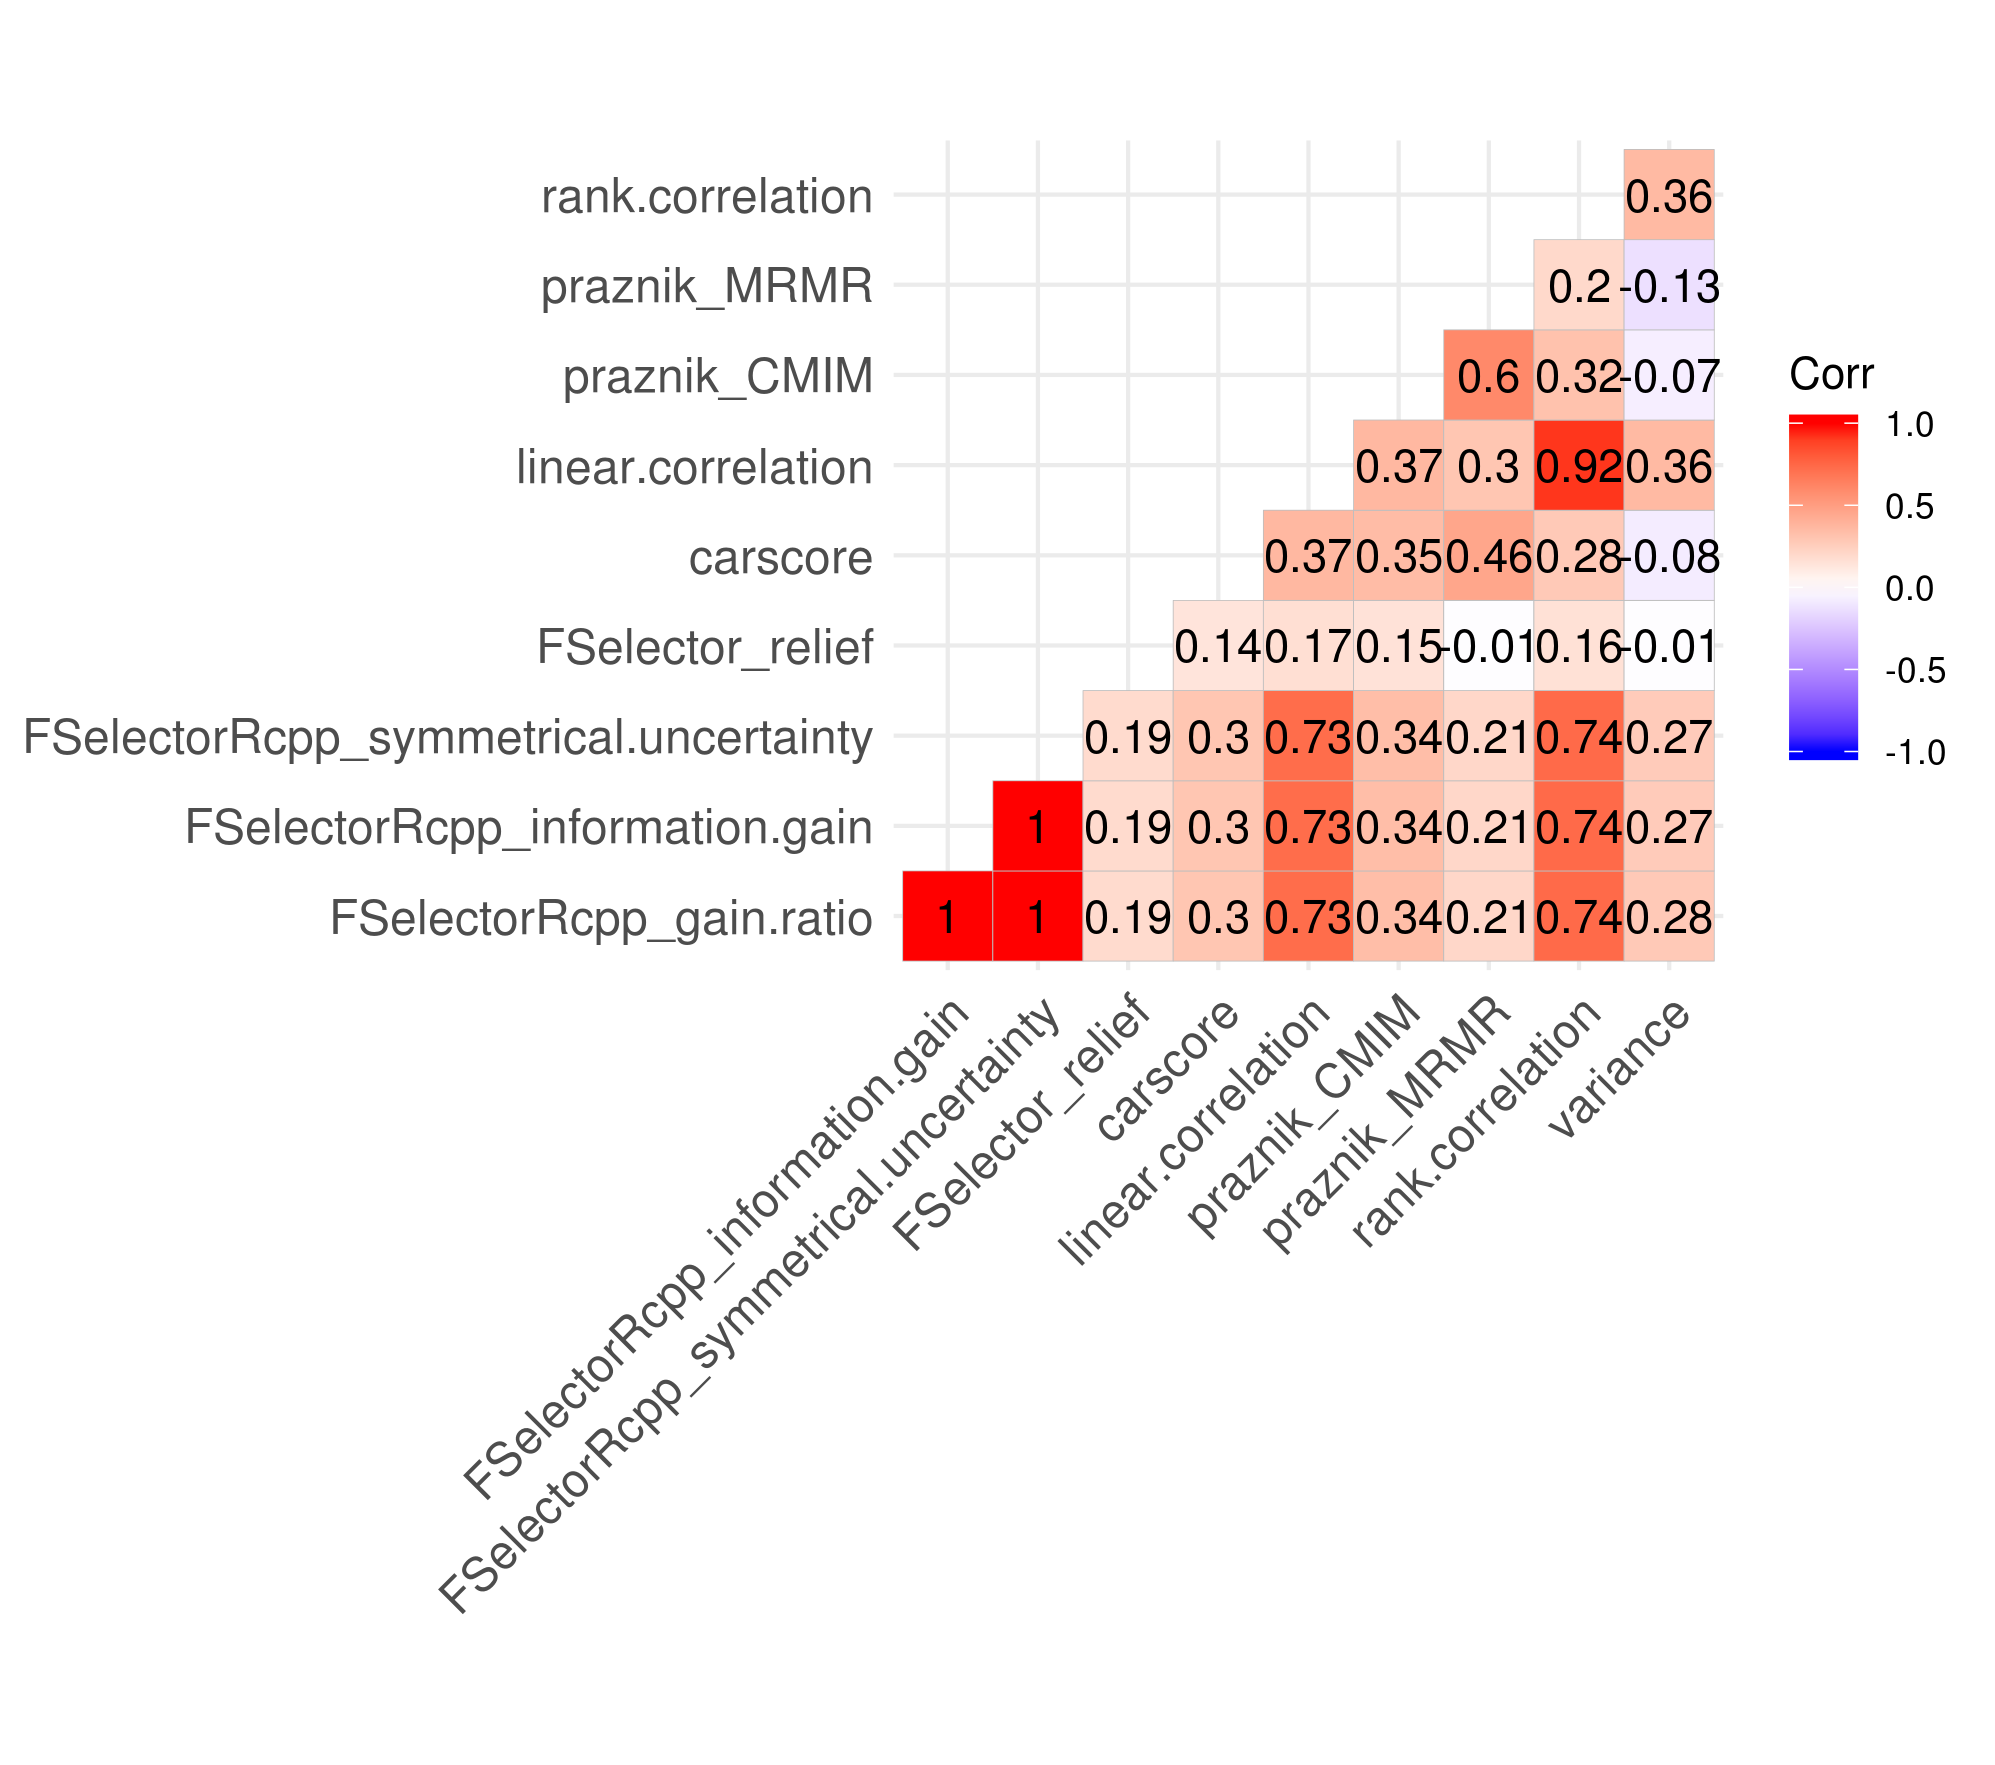 rank.correlation 0.36
praznik_MRMR 0.2 -0.13
praznik_CMIM 0.6 0.32 -0.07
linear.correlation 0.37 0.3 0.92 0.36
carscore 0.37 0.35 0.46 0.28 -0.08
FSelector_relief 0.14 0.17 0.15 -0.01 0.16 -0.01
FSelectorRcpp_symmetrical.uncertainty 0.19 0.3 0.73 0.34 0.21 0.74 0.27
FSelectorRcpp_information.gain 1 0.19 0.3 0.73 0.34 0.21 0.74 0.27
FSelectorRcpp_gain.ratio 1 1 0.19 0.3 0.73 0.34 0.21 0.74 0.28
FSelectorRcpp_information.gain
FSelectorRcpp_symmetrical.uncertainty
FSelector_relief
carscore
linear.correlation
praznik_CMIM
praznik_MRMR
rank.correlation
variance
Corr
1.0
0.5
0.0
-0.5
-1.0